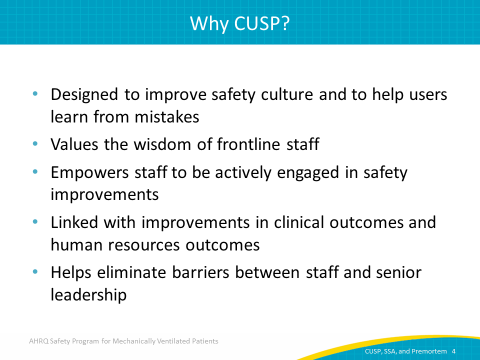 Why CUSP?
• Designed to improve safety culture and to help users
learn from mistakes
• Values the wisdom of frontline staff
• Empowers staff to be actively engaged in safety
improvements
• Linked with improvements in clinical outcomes and
human resources outcomes
• Helps eliminate barriers between staff and senior
leadership
AHRQ Safety Program for Mechanically Ventilated Patients
CUSP, SSA, and Premortem 4